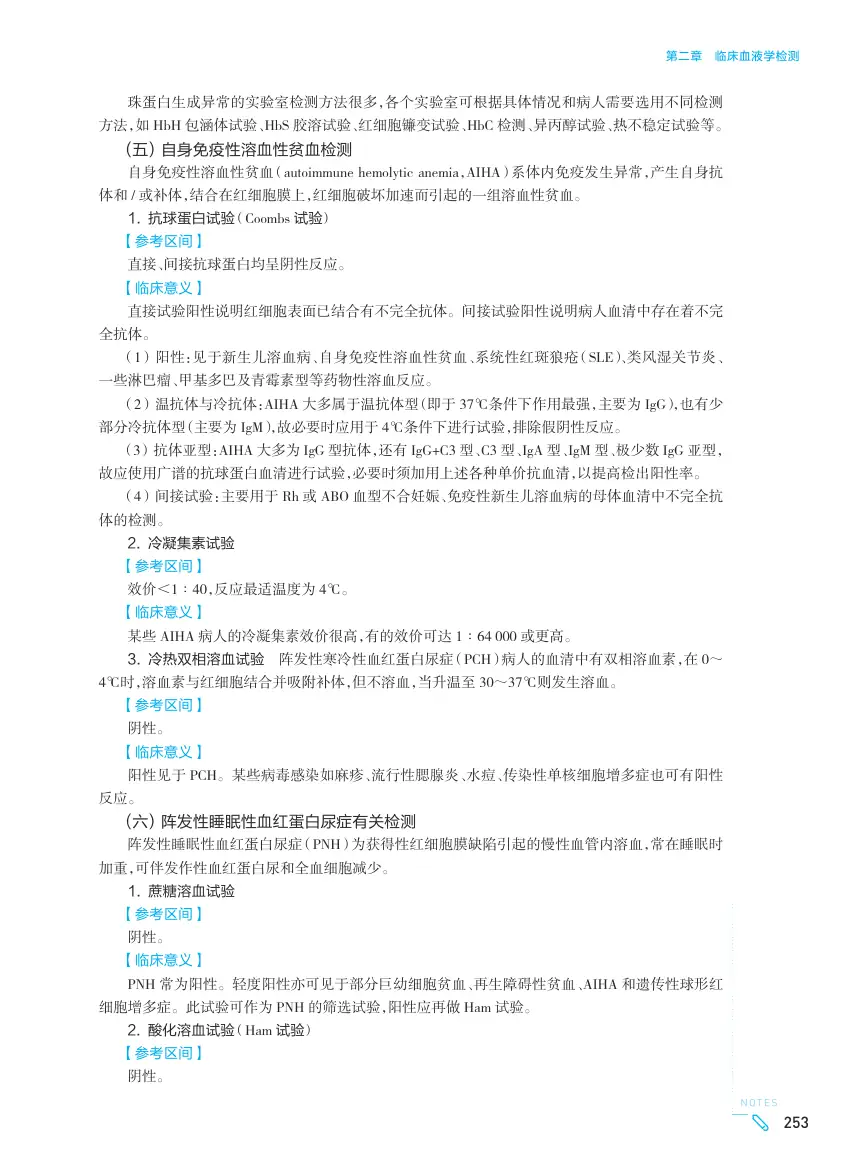 第二章　临床血液学检测
珠蛋白生成异常的实验室检测方法很多,各个实验室可根据具体情况和病人需要选用不同检测
方法,如 HbH 包涵体试验、HbS 胶溶试验、红细胞镰变试验、HbC 检测、异丙醇试验、热不稳定试验等。
（五）自身免疫性溶血性贫血检测
自身免疫性溶血性贫血（autoimmune hemolytic anemia,AIHA）系体内免疫发生异常,产生自身抗
体和 / 或补体,结合在红细胞膜上,红细胞破坏加速而引起的一组溶血性贫血。
1. 抗球蛋白试验（Coombs 试验）
【参考区间】
直接、间接抗球蛋白均呈阴性反应。
【临床意义】
直接试验阳性说明红细胞表面已结合有不完全抗体。间接试验阳性说明病人血清中存在着不完
全抗体。
（1）阳性:见于新生儿溶血病、自身免疫性溶血性贫血、系统性红斑狼疮（SLE）、类风湿关节炎、
一些淋巴瘤、甲基多巴及青霉素型等药物性溶血反应。
（2）温抗体与冷抗体:AIHA 大多属于温抗体型（即于 37℃条件下作用最强,主要为 IgG）,也有少
部分冷抗体型（主要为 IgM）,故必要时应用于 4℃条件下进行试验,排除假阴性反应。
（3）抗体亚型:AIHA 大多为 IgG 型抗体,还有 IgG+C3 型、C3 型、IgA 型、IgM 型、极少数 IgG 亚型,
故应使用广谱的抗球蛋白血清进行试验,必要时须加用上述各种单价抗血清,以提高检出阳性率。
（4）间接试验:主要用于 Rh 或 ABO 血型不合妊娠、免疫性新生儿溶血病的母体血清中不完全抗
体的检测。
2. 冷凝集素试验
【参考区间】
效价＜1∶40,反应最适温度为 4℃。
【临床意义】
某些 AIHA 病人的冷凝集素效价很高,有的效价可达 1∶64 000 或更高。
3. 冷热双相溶血试验　阵发性寒冷性血红蛋白尿症（PCH）病人的血清中有双相溶血素,在 0～
4℃时,溶血素与红细胞结合并吸附补体,但不溶血,当升温至 30～37℃则发生溶血。
【参考区间】
阴性。
【临床意义】
阳性见于 PCH。某些病毒感染如麻疹、流行性腮腺炎、水痘、传染性单核细胞增多症也可有阳性
反应。
（六）阵发性睡眠性血红蛋白尿症有关检测
阵发性睡眠性血红蛋白尿症（PNH）为获得性红细胞膜缺陷引起的慢性血管内溶血,常在睡眠时
加重,可伴发作性血红蛋白尿和全血细胞减少。
1. 蔗糖溶血试验
【参考区间】
阴性。
【临床意义】
PNH 常为阳性。轻度阳性亦可见于部分巨幼细胞贫血、再生障碍性贫血、AIHA 和遗传性球形红
细胞增多症。此试验可作为 PNH 的筛选试验,阳性应再做 Ham 试验。
2. 酸化溶血试验（Ham 试验）
【参考区间】
阴性。
NOTES
253